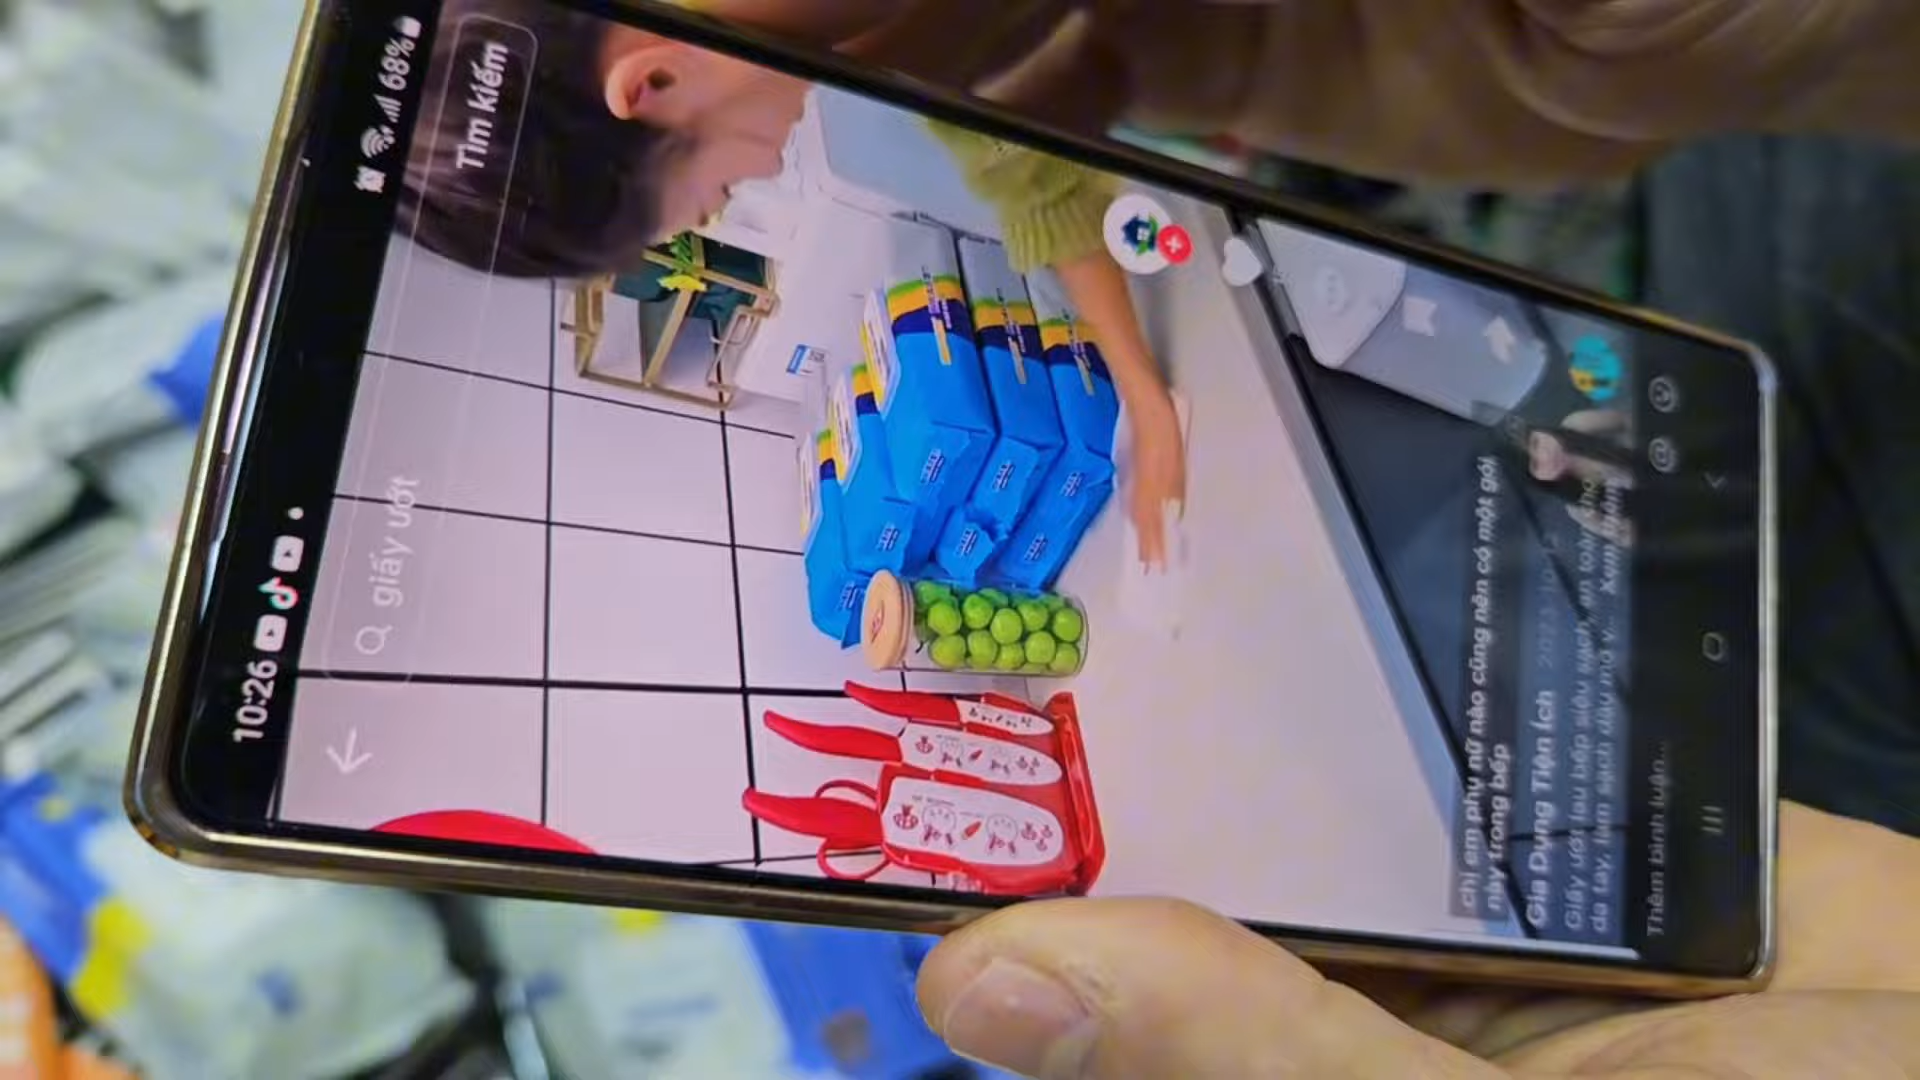 10:26
68%
giấy ướt
Tìm kiếm
chị em phụ nữ nào cũng nên có một gói
này trong bếp
Gia Dụng Tiện Ích
Giấy ướt lau bếp siêu sạch, an toàn cho
da tay, làm sạch dầu mỡ v... Xem thêm
Thêm bình luận...